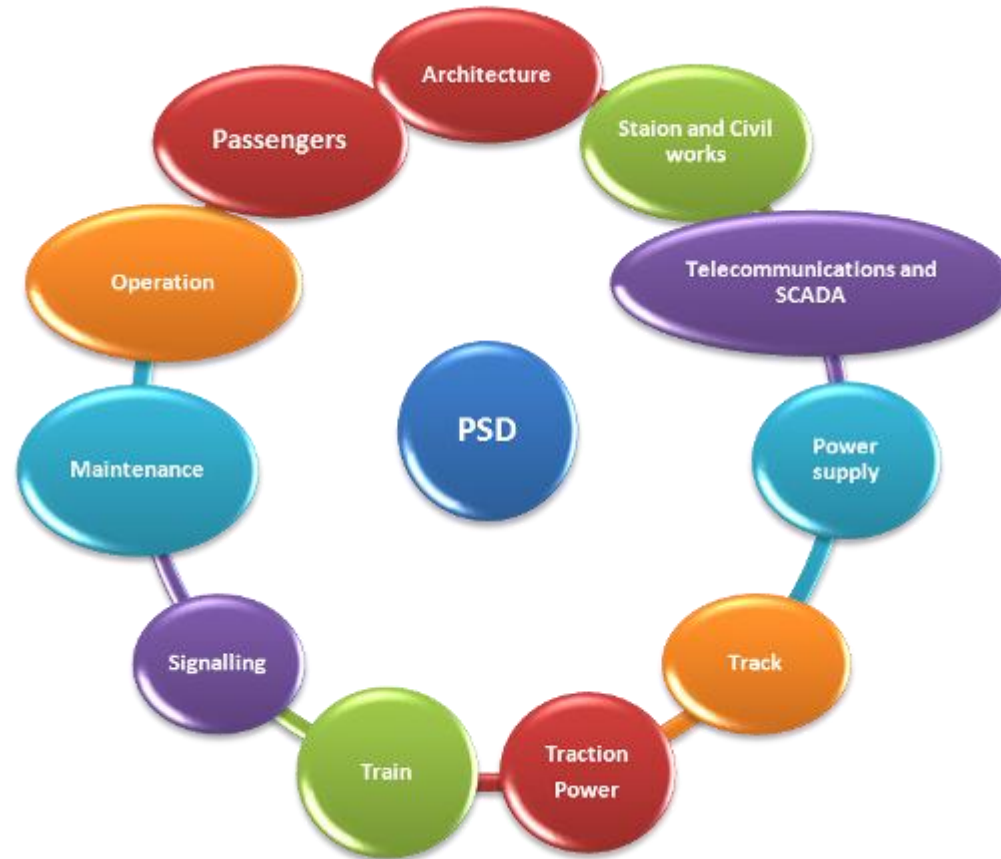 Architecture
Passengers
Staion and Civil
works
Operation
Telecommunications and
SCADA
PSD
Maintenance
Power
supply
Signalling
Track
Train
Traction
Power